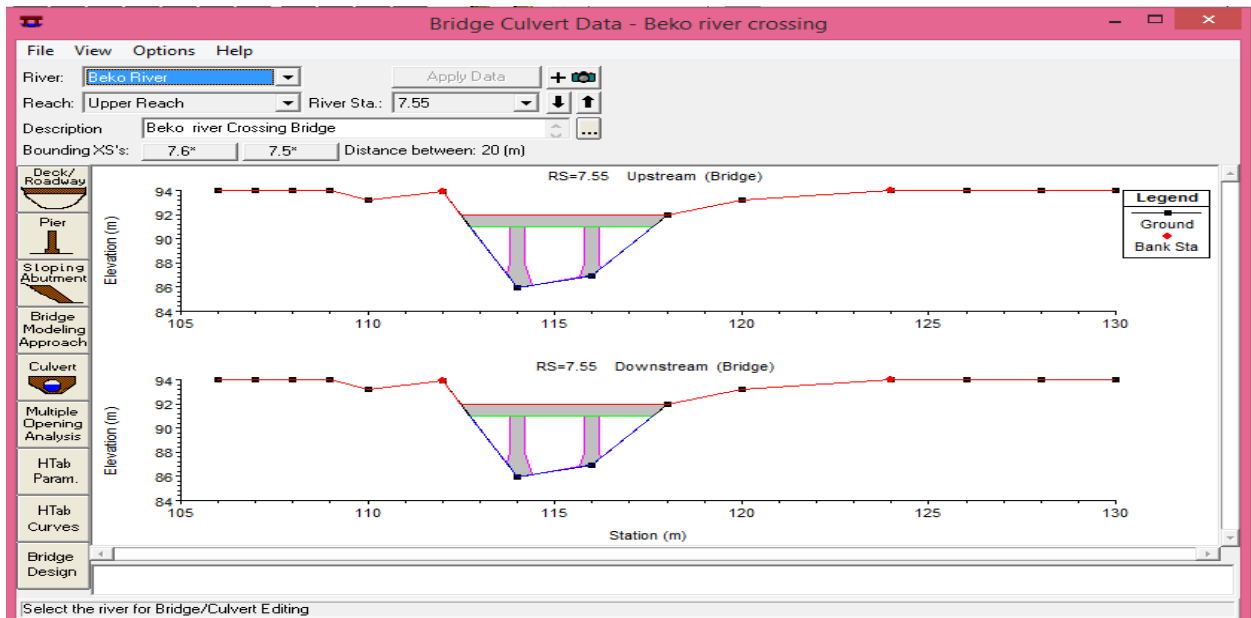 Bridge Culvert Data - Beko river crossing
File View Options Help
River: Beko River Apply Data
Reach: Upper Reach River Sta.: 7.55
Description Beko river Crossing Bridge ...
Bounding XS's: 7.6* 7.5* Distance between: 20 (m)
Deck/
Roadway
Pier
Sloping
Abutment
Bridge
Modeling
Approach
Culvert
Multiple
Opening
Analysis
HTab
Param.
HTab
Curves
Bridge
Design
RS=7.55 Upstream (Bridge)
Elevation (m)
94
92
90
88
86
84
105 110 115 120 125 130
Legend
Ground
Bank Sta
RS=7.55 Downstream (Bridge)
Elevation (m)
94
92
90
88
86
84
105 110 115 120 125 130
Station (m)
Select the river for Bridge/Culvert Editing